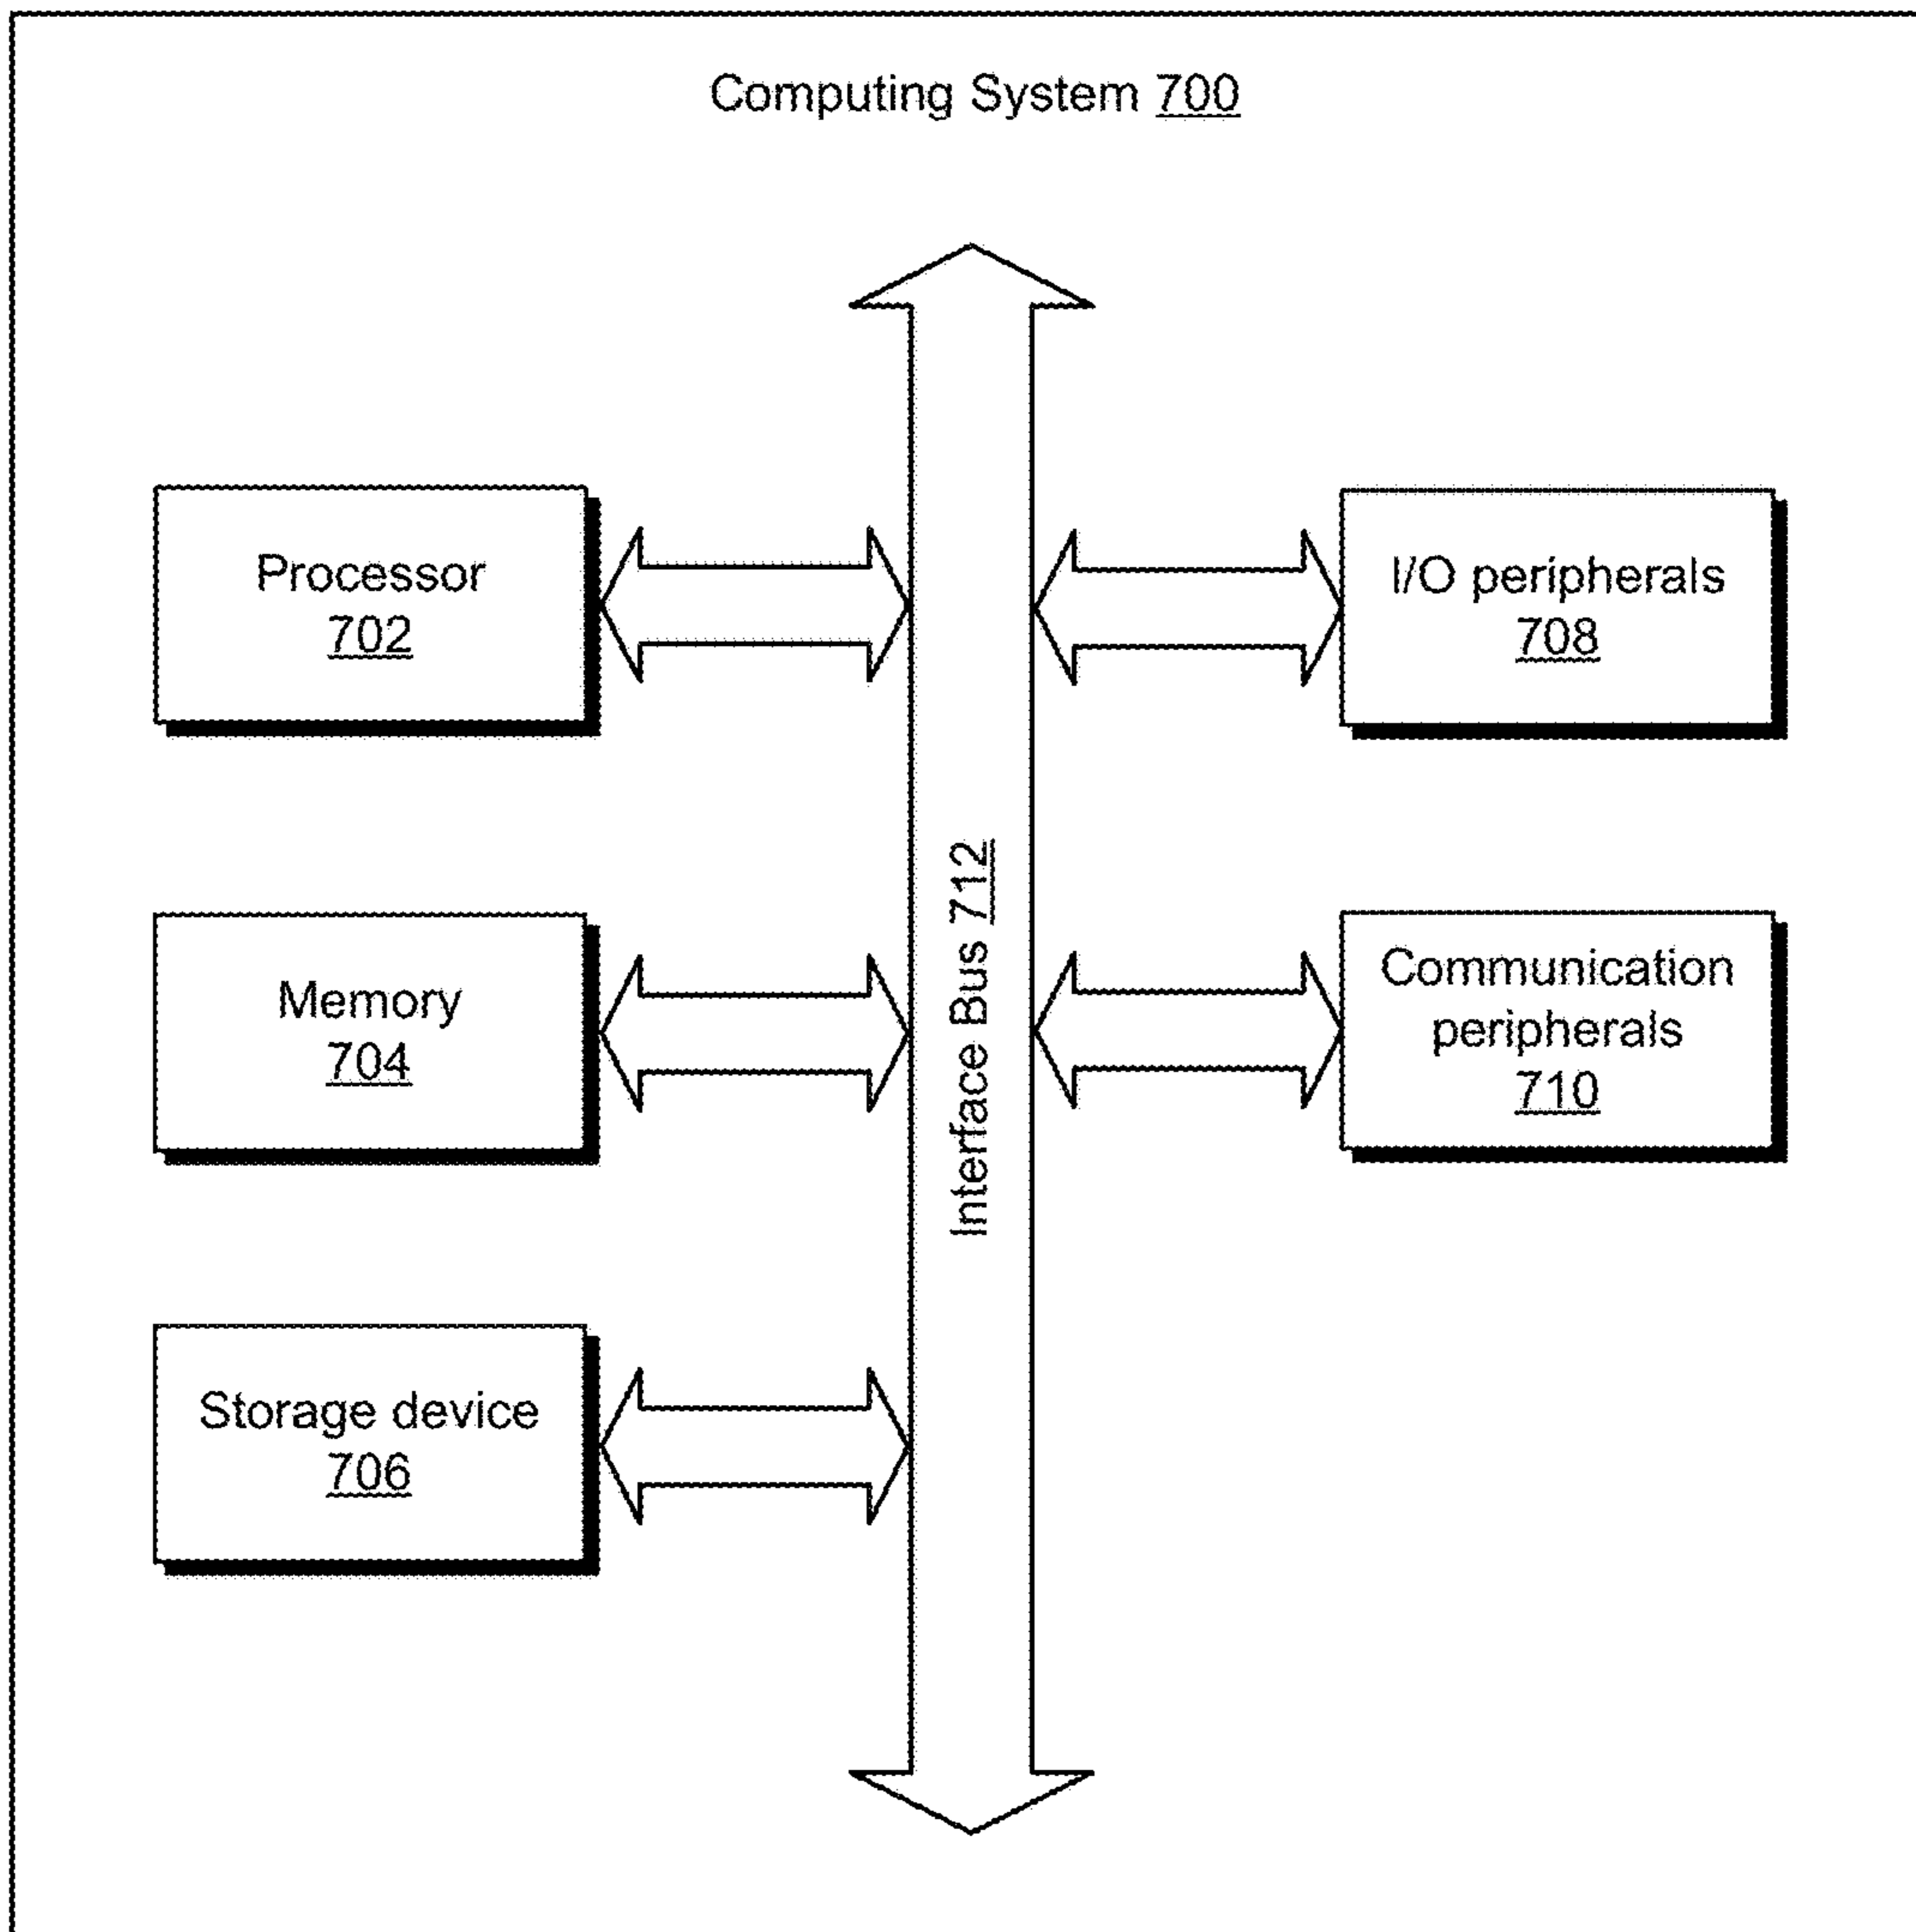 Computing System 700
Processor
702
I/O peripherals
708
Interface Bus 712
Memory
704
Communication
peripherals
710
Storage device
706